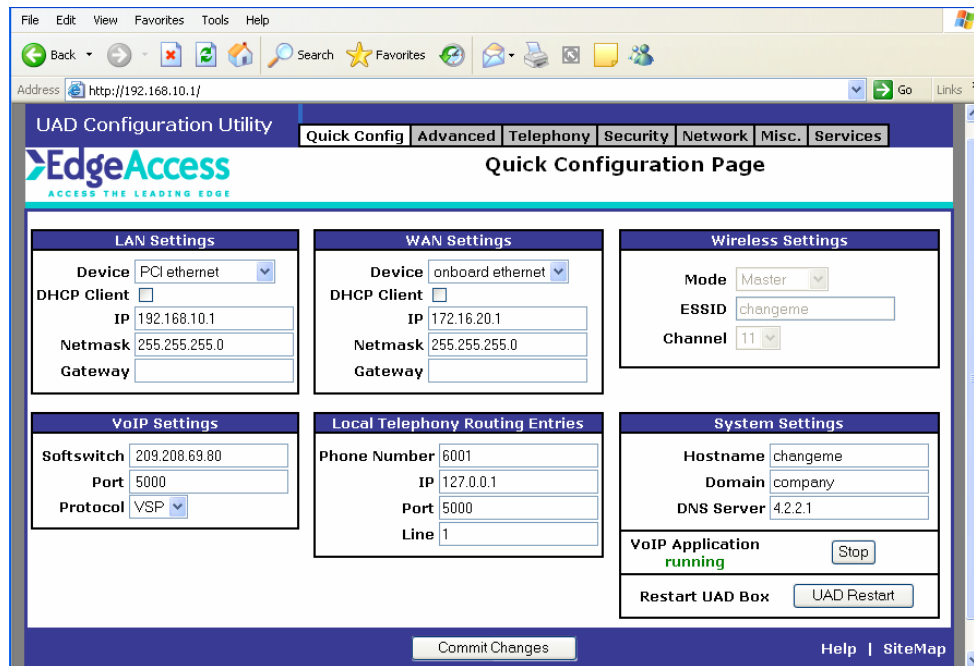 File Edit View Favorites Tools Help
Back Search Favorites
Address http://192.168.10.1/ Go Links
UAD Configuration Utility
Quick Config Advanced Telephony Security Network Misc. Services
EdgeAccess
ACCESS THE LEADING EDGE
Quick Configuration Page
LAN Settings
Device PCI ethernet
DHCP Client
IP 192.168.10.1
Netmask 255.255.255.0
Gateway
WAN Settings
Device onboard ethernet
DHCP Client
IP 172.16.20.1
Netmask 255.255.255.0
Gateway
Wireless Settings
Mode Master
ESSID changeme
Channel 11
VoIP Settings
Softswitch 209.208.69.80
Port 5000
Protocol VSP
Local Telephony Routing Entries
Phone Number 6001
IP 127.0.0.1
Port 5000
Line 1
System Settings
Hostname changeme
Domain company
DNS Server 4.2.2.1
VoIP Application
running
Stop
Restart UAD Box UAD Restart
Commit Changes
Help | SiteMap